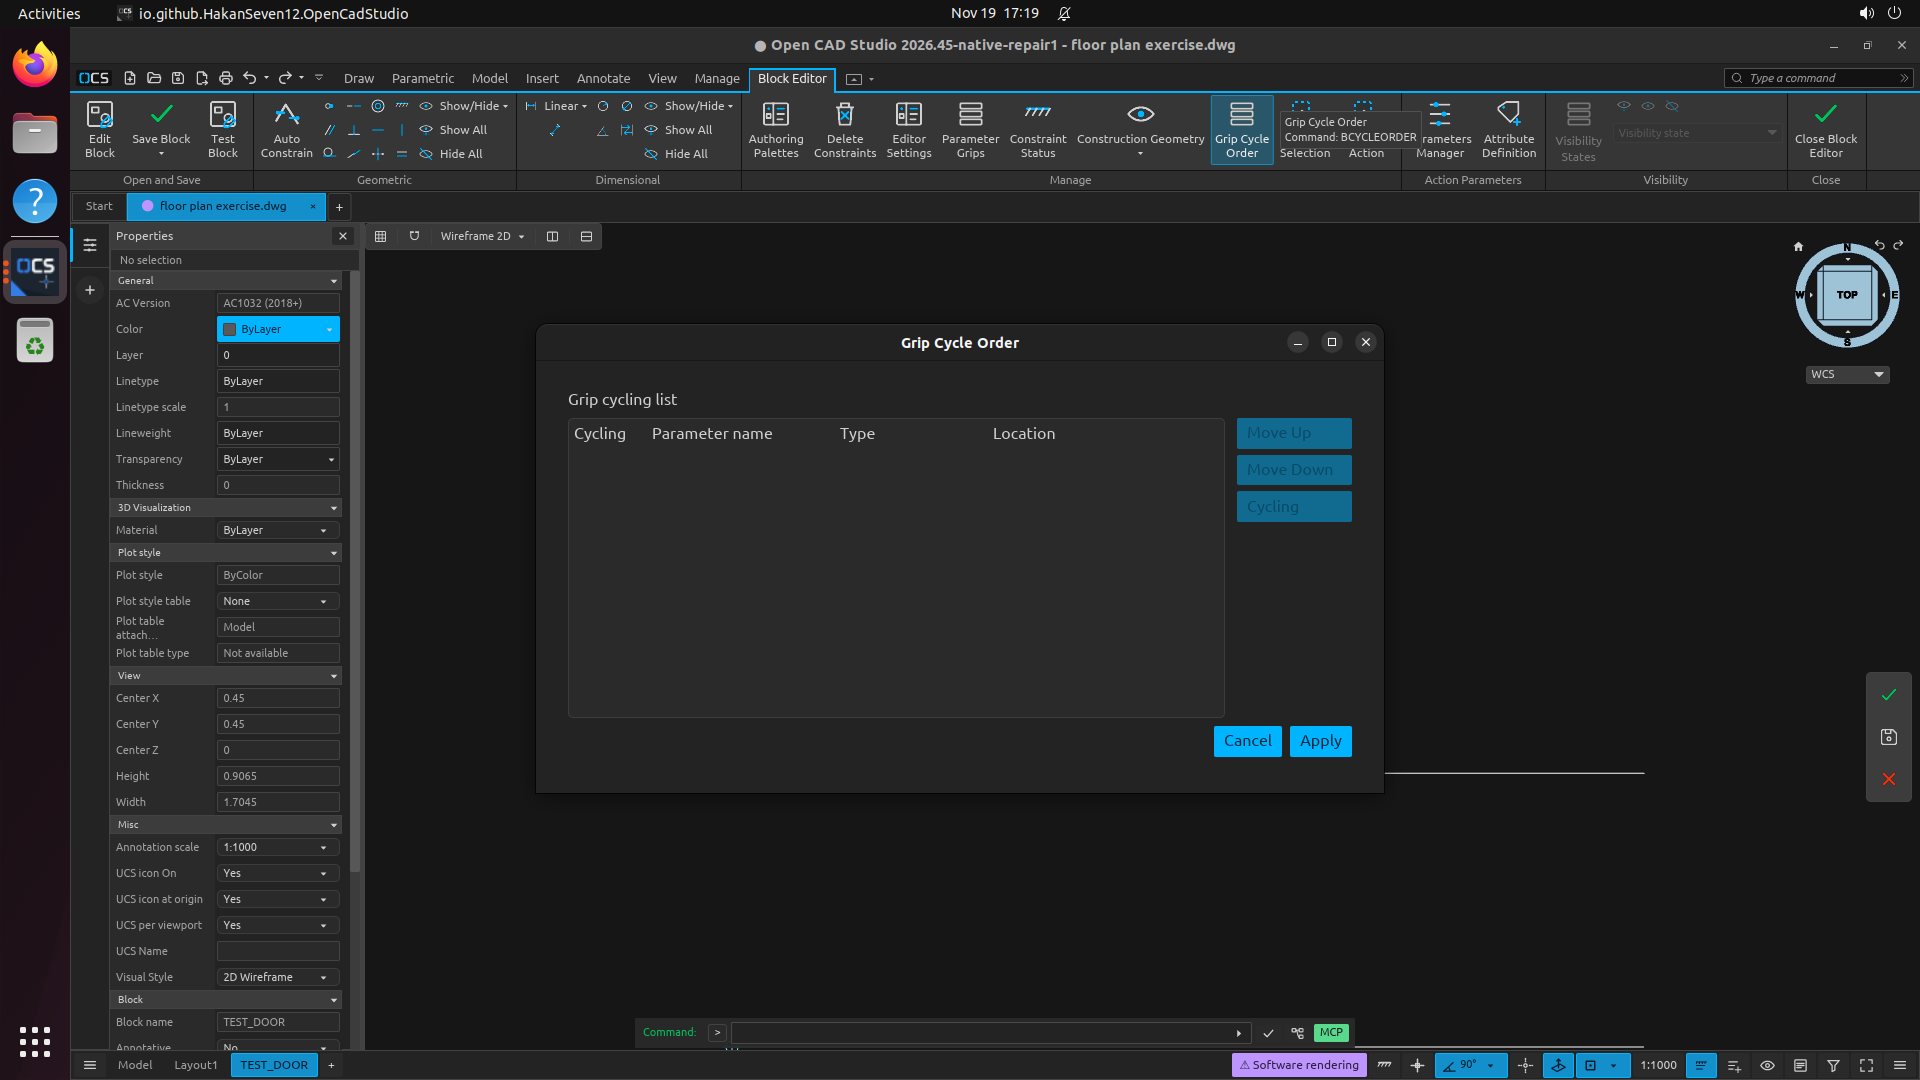 Activities
io.github.HakanSeven12.OpenCadStudio
Nov 19 17:19
Open CAD Studio 2026.45-native-repair1 - floor plan exercise.dwg
OCS
Draw
Parametric
Model
Insert
Annotate
View
Manage
Block Editor
Type a command
Edit Block
Save Block
Test Block
Open and Save
Auto Constrain
Show/Hide
Show All
Hide All
Geometric
Linear
Show/Hide
Show All
Hide All
Dimensional
Authoring Palettes
Delete Constraints
Editor Settings
Parameter Grips
Constraint Status
Construction Geometry
Grip Cycle Order
Selection
Action
Manage
Grip Cycle Order
Command: BCYCLEORDER
rameters Manager
Attribute Definition
Action Parameters
Visibility States
Visibility state
Visibility
Close Block Editor
Close
Start
floor plan exercise.dwg
Properties
No selection
Wireframe 2D
General
AC Version
AC1032 (2018+)
Color
ByLayer
Layer
0
Linetype
ByLayer
Linetype scale
1
Lineweight
ByLayer
Transparency
ByLayer
Thickness
0
3D Visualization
Material
ByLayer
Plot style
Plot style
ByColor
Plot style table
None
Plot table attach...
Model
Plot table type
Not available
View
Center X
0.45
Center Y
0.45
Center Z
0
Height
0.9065
Width
1.7045
Misc
Annotation scale
1:1000
UCS icon On
Yes
UCS icon at origin
Yes
UCS per viewport
Yes
UCS Name
Visual Style
2D Wireframe
Block
Block name
TEST_DOOR
Annotative
No
Grip Cycle Order
Grip cycling list
Cycling
Parameter name
Type
Location
Move Up
Move Down
Cycling
Cancel
Apply
N
W
TOP
E
S
WCS
Command:
>
MCP
Model
Layout1
TEST_DOOR
+
Software rendering
90°
1:1000